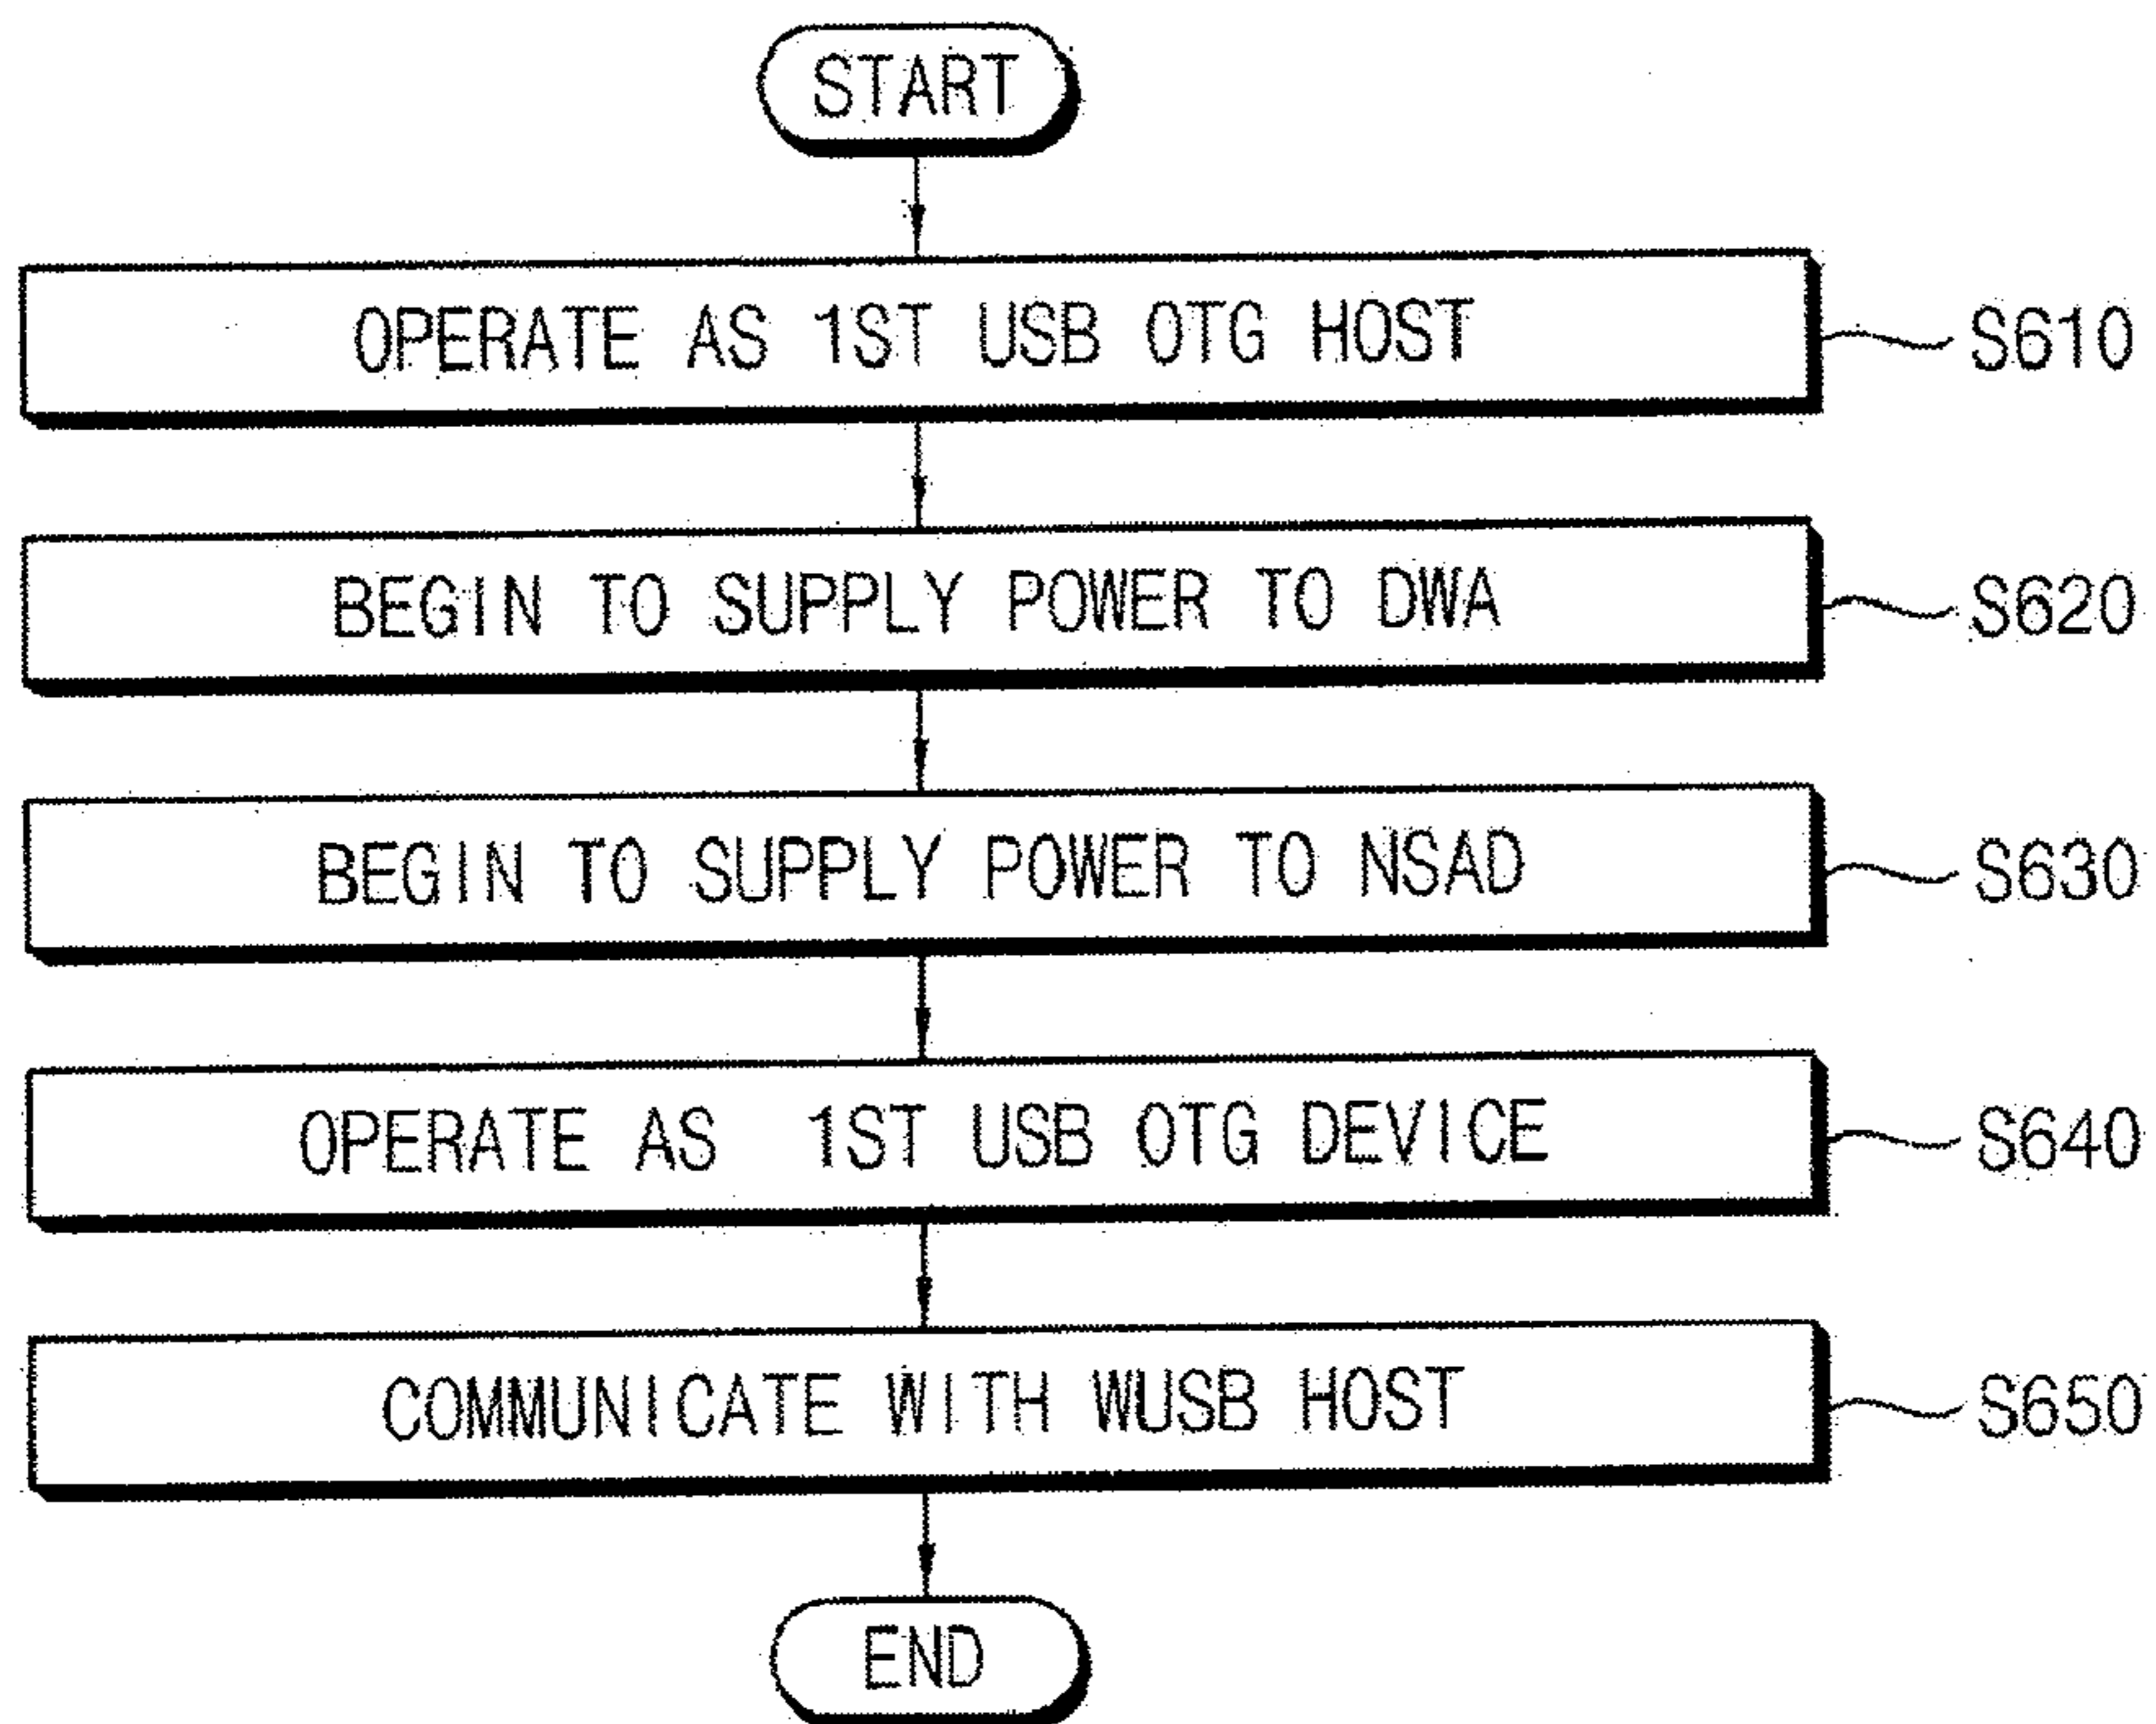 START
OPERATE AS 1ST USB OTG HOST
S610
BEGIN TO SUPPLY POWER TO DWA
S620
BEGIN TO SUPPLY POWER TO NSAD
S630
OPERATE AS 1ST USB OTG DEVICE
S640
COMMUNICATE WITH WUSB HOST
S650
END